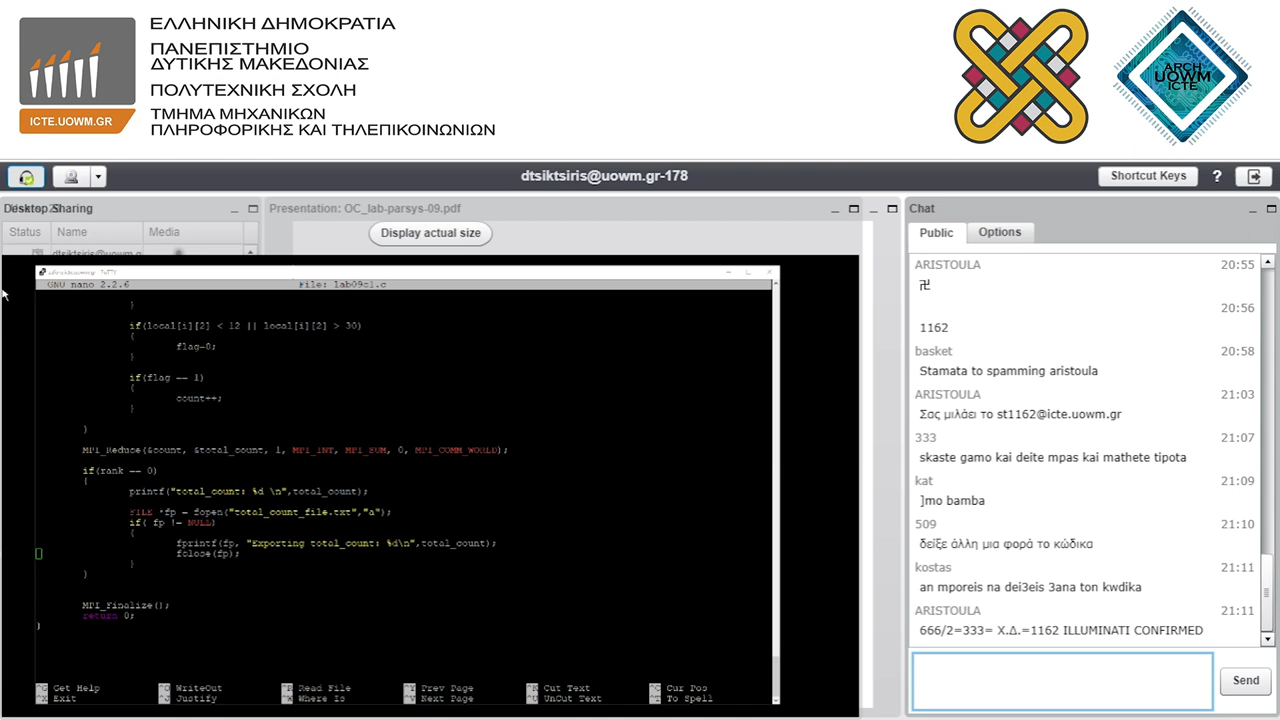 ΕΛΛΗΝΙΚΗ ΔΗΜΟΚΡΑΤΙΑ
ΠΑΝΕΠΙΣΤΗΜΙΟ
ΔΥΤΙΚΗΣ ΜΑΚΕΔΟΝΙΑΣ
ΠΟΛΥΤΕΧΝΙΚΗ ΣΧΟΛΗ
ΤΜΗΜΑ ΜΗΧΑΝΙΚΩΝ
ΠΛΗΡΟΦΟΡΙΚΗΣ ΚΑΙ ΤΗΛΕΠΙΚΟΙΝΩΝΙΩΝ
ICTE.UOWM.GR
ARCH
UOWM
ICTE
dtsiktsiris@uowm.gr-178
Shortcut Keys
?
Desktop Sharing
Presentation: OC_lab-parsys-09.pdf
Status Name Media
Display actual size
dtsiktsiris@uowm.g
GNU nano 2.2.6 File: lab09c1.c
}
if(local[i][2] < 12 || local[i][2] > 30)
{
flag=0;
}
if(flag == 1)
{
count++;
}
}
MPI_Reduce(&count, &total_count, 1, MPI_INT, MPI_SUM, 0, MPI_COMM_WORLD);
if(rank == 0)
{
printf("total_count: %d \n",total_count);
FILE *fp = fopen("total_count_file.txt","a");
if( fp != NULL)
{
fprintf(fp, "Exporting total_count: %d\n",total_count);
fclose(fp);
}
}
MPI_Finalize();
return 0;
}
^G Get Help ^O WriteOut ^R Read File ^Y Prev Page ^K Cut Text ^C Cur Pos
^X Exit ^J Justify ^W Where Is ^V Next Page ^U UnCut Text ^T To Spell
Chat
Public Options
ARISTOULA 20:55
卍
20:56
1162
basket 20:58
Stamata to spamming aristoula
ARISTOULA 21:03
Σας μιλάει το st1162@icte.uowm.gr
333 21:07
skaste gamo kai deite mpas kai mathete tipota
kat 21:09
]mo bamba
509 21:10
δείξε άλλη μια φορά το κώδικα
kostas 21:11
an mporeis na dei3eis 3ana ton kwdika
ARISTOULA 21:11
666/2=333= Χ.Δ.=1162 ILLUMINATI CONFIRMED
Send